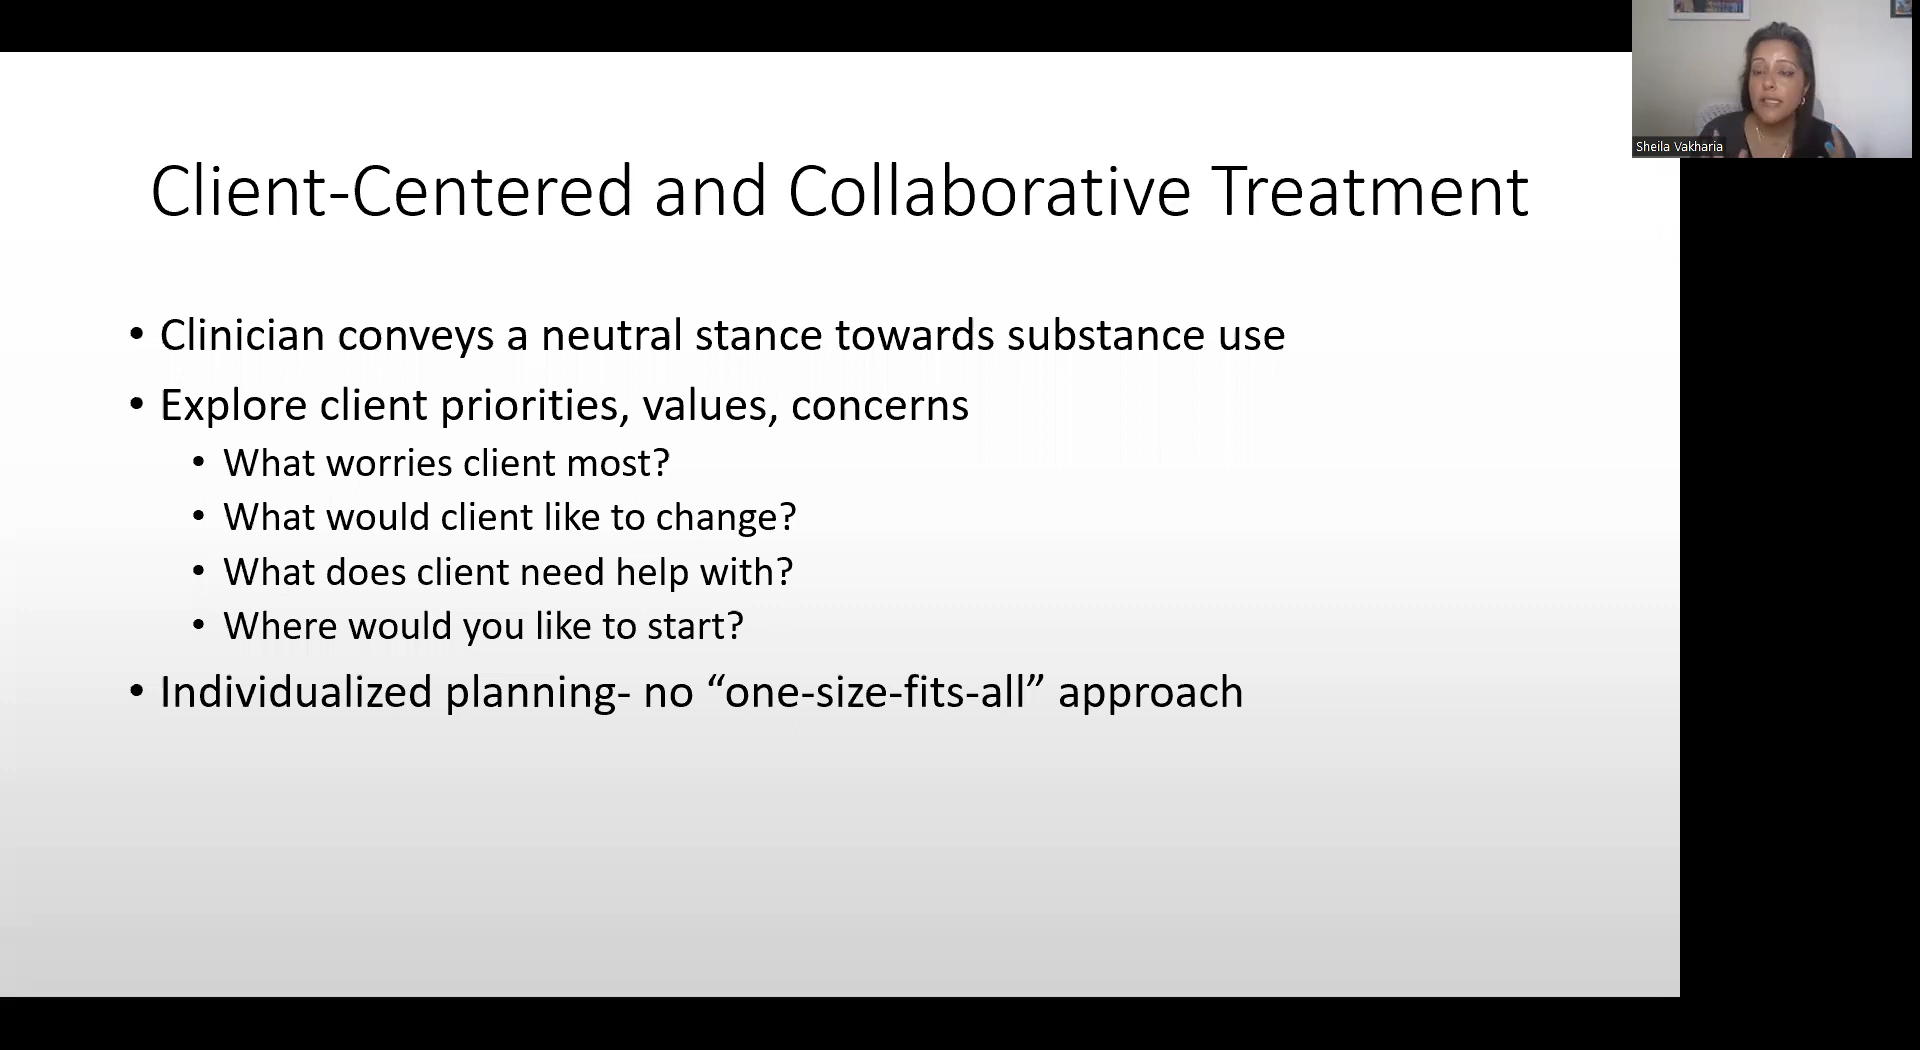 Sheila Vakharia
Client-Centered and Collaborative Treatment
• Clinician conveys a neutral stance towards substance use
• Explore client priorities, values, concerns
• What worries client most?
• What would client like to change?
• What does client need help with?
• Where would you like to start?
• Individualized planning- no “one-size-fits-all” approach